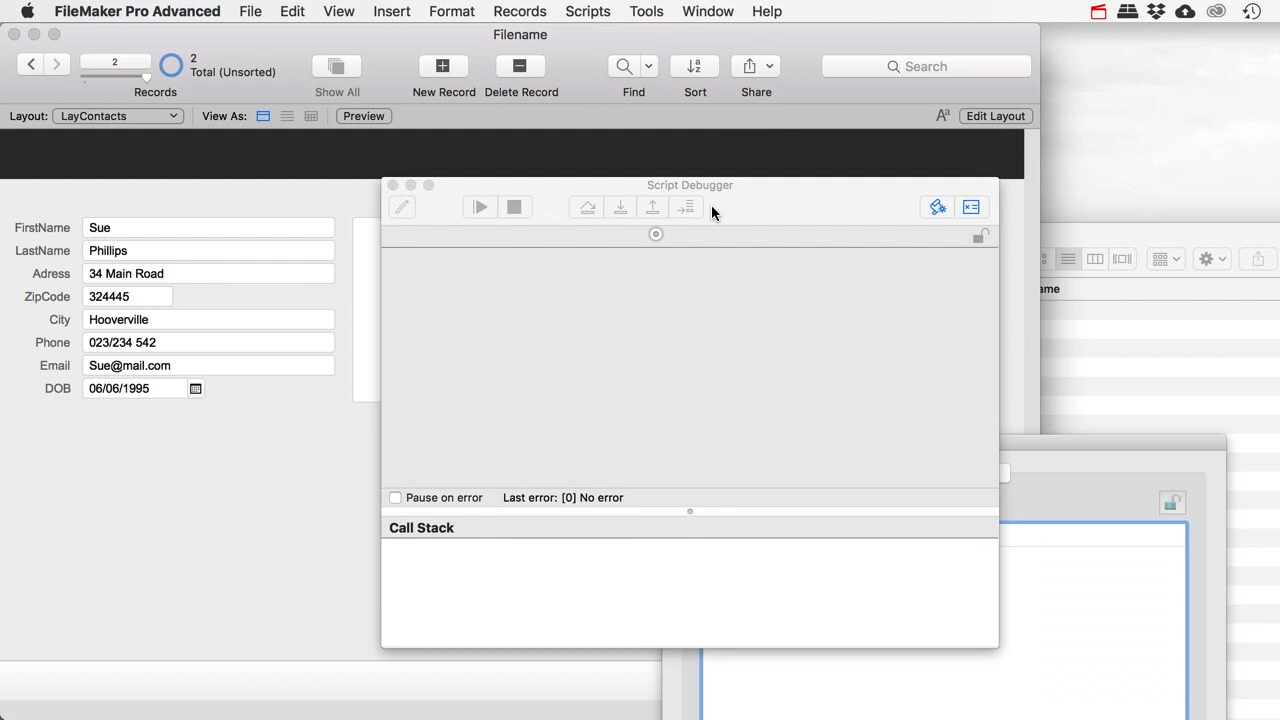 FileMaker Pro Advanced File Edit View Insert Format Records Scripts Tools Window Help
Filename
2
2
Total (Unsorted)
Records
Show All
New Record
Delete Record
Find
Sort
Share
Search
Layout: LayContacts View As: Preview Aa Edit Layout
Script Debugger
FirstName Sue
LastName Phillips
Adress 34 Main Road
ZipCode 324445
City Hooverville
Phone 023/234 542
Email Sue@mail.com
DOB 06/06/1995
Pause on error Last error: [0] No error
Call Stack